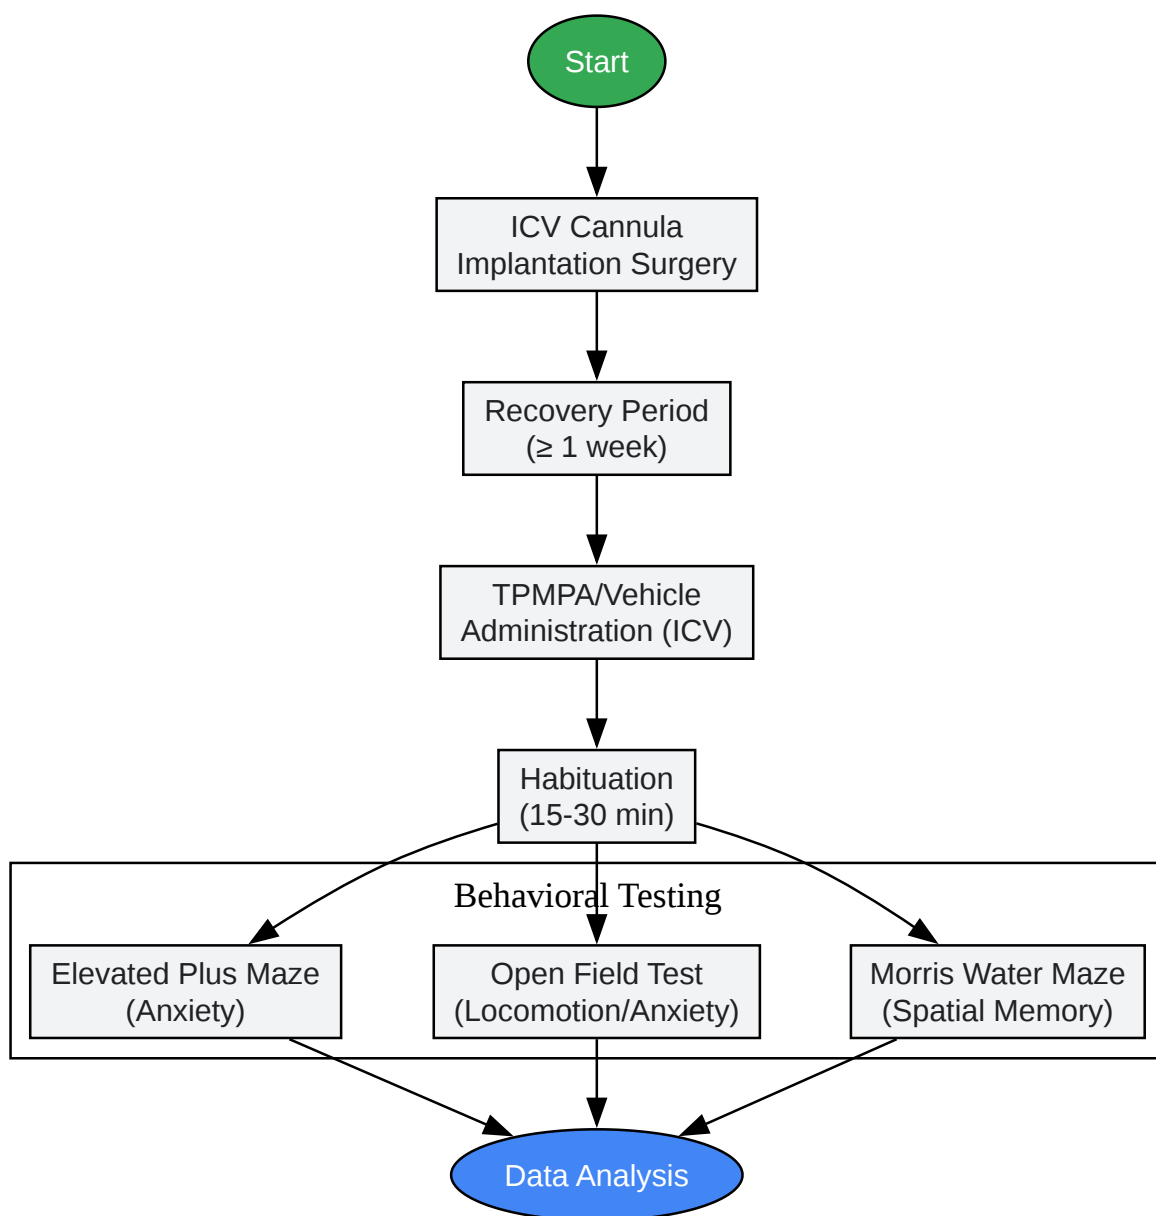 Start
ICV Cannula
Implantation Surgery
Recovery Period
(≥ 1 week)
TPMPA/Vehicle
Administration (ICV)
Habituation
(15-30 min)
Behavioral Testing
Elevated Plus Maze
(Anxiety)
Open Field Test
(Locomotion/Anxiety)
Morris Water Maze
(Spatial Memory)
Data Analysis